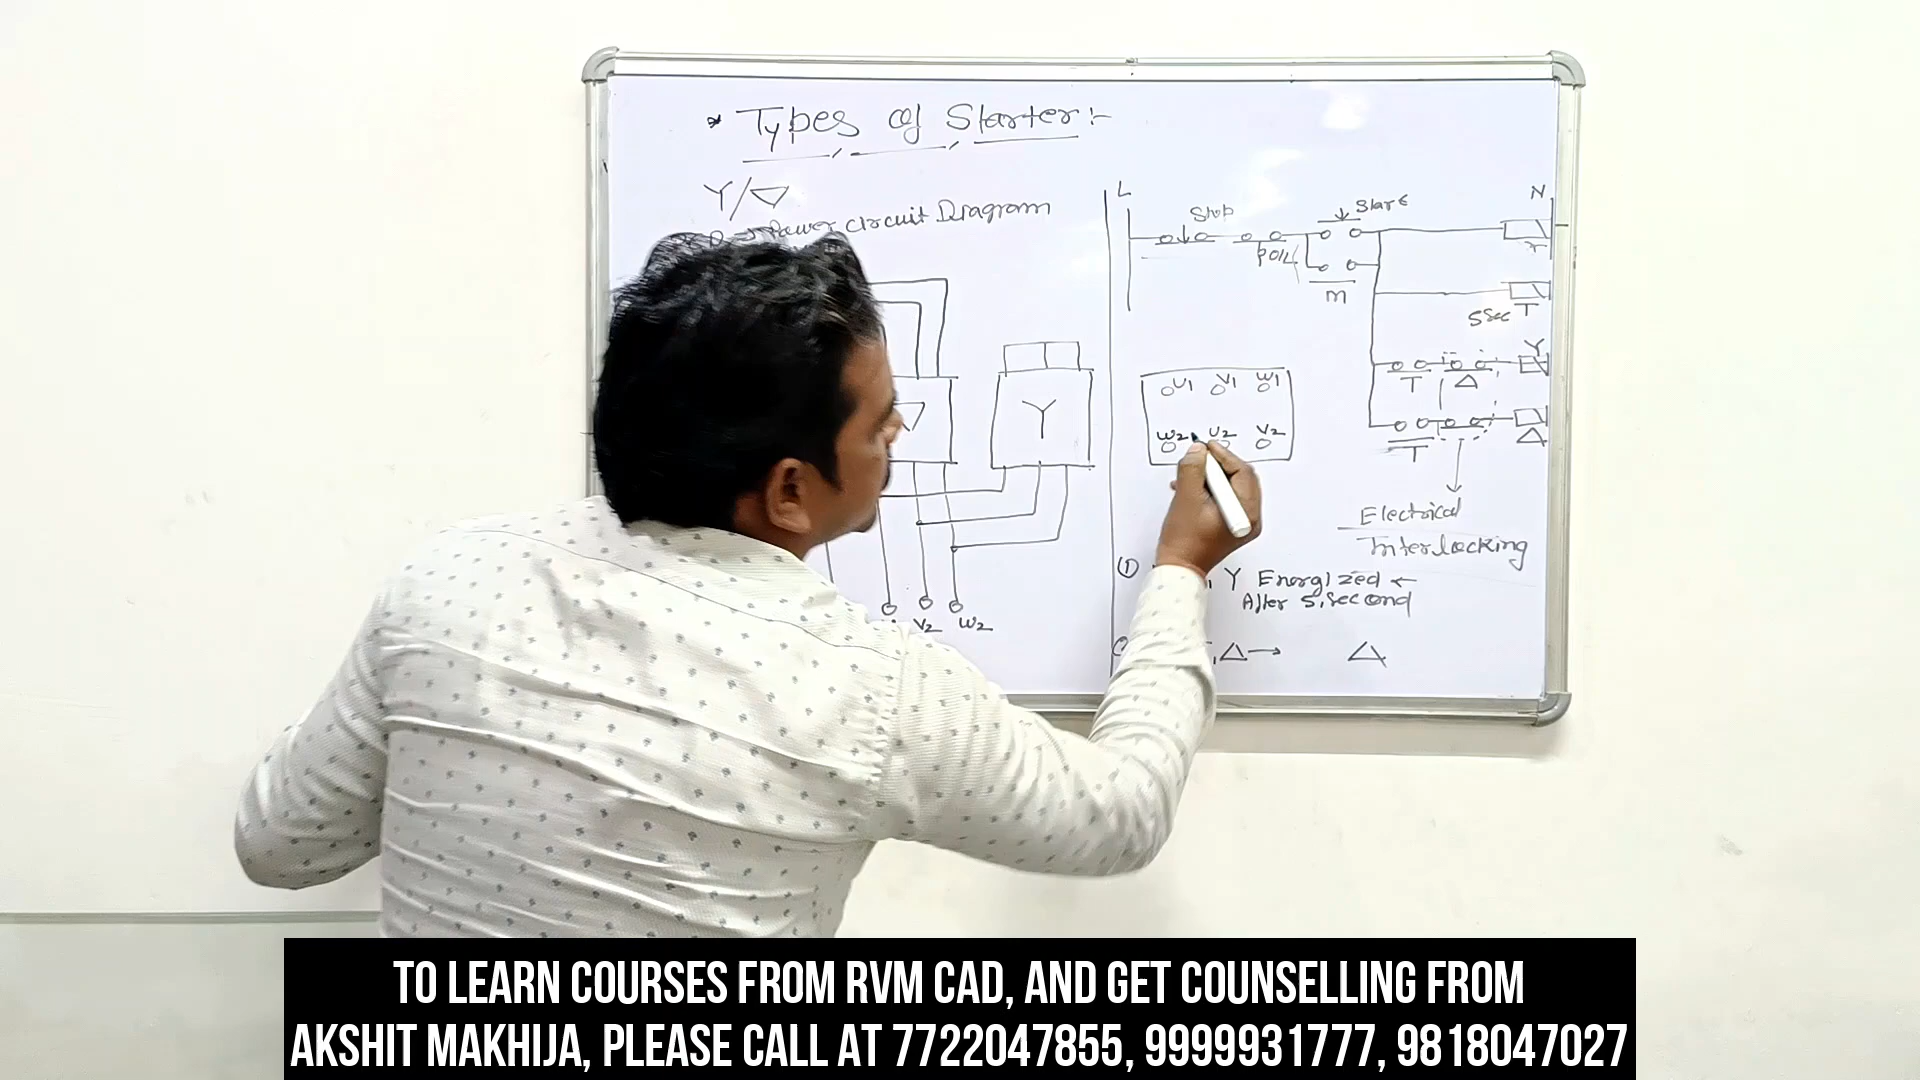 * Types of Starter:-
Y/△
Power circuit Diagram
Y
V2 W2
L N
Stop Start
m
5 Sec T
Y
T △
T △
U1 V1 W1
W2 U2 V2
Electrical
Interlocking
① Y Energized ←
After 5 second
, △→ △
TO LEARN COURSES FROM RVM CAD, AND GET COUNSELLING FROM
AKSHIT MAKHIJA, PLEASE CALL AT 7722047855, 9999931777, 9818047027